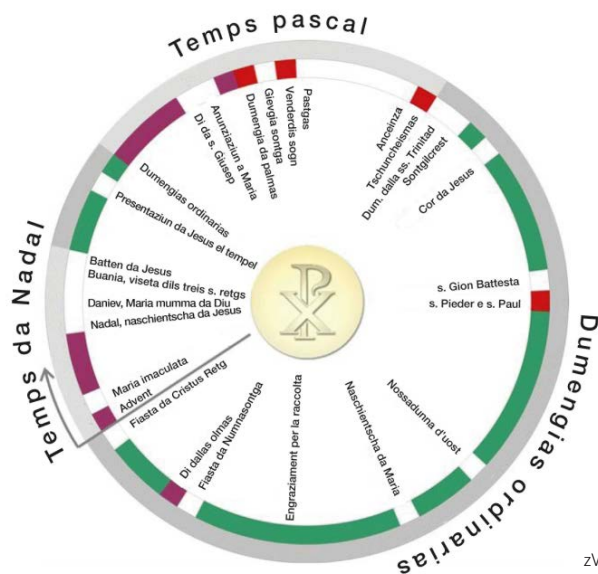 Temps pascal
Temps da Nadal
Dumengias ordinarias
Fiasta da Cristus Retg
Advent
Maria imaculata
Nadal, naschientscha da Jesus
Daniev, Maria mumma da Diu
Buania, viseta dils treis s. retgs
Batten da Jesus
Presentaziun da Jesus el tempel
Dumengias ordinarias
Di da s. Giusep
Anunziaziun a Maria
Dumengia da palmas
Gievgia sontga
Venderdis sogn
Pastgas
Anceinza
Tschuncheismas
Dum. dalla ss. Trinitad
Sontgilcrest
Cor da Jesus
s. Gion Battesta
s. Pieder e s. Paul
Nossadunna d'uost
Naschientscha da Maria
Engraziament per la raccolta
Fiasta da Numnasontga
Di dallas olmas
zV